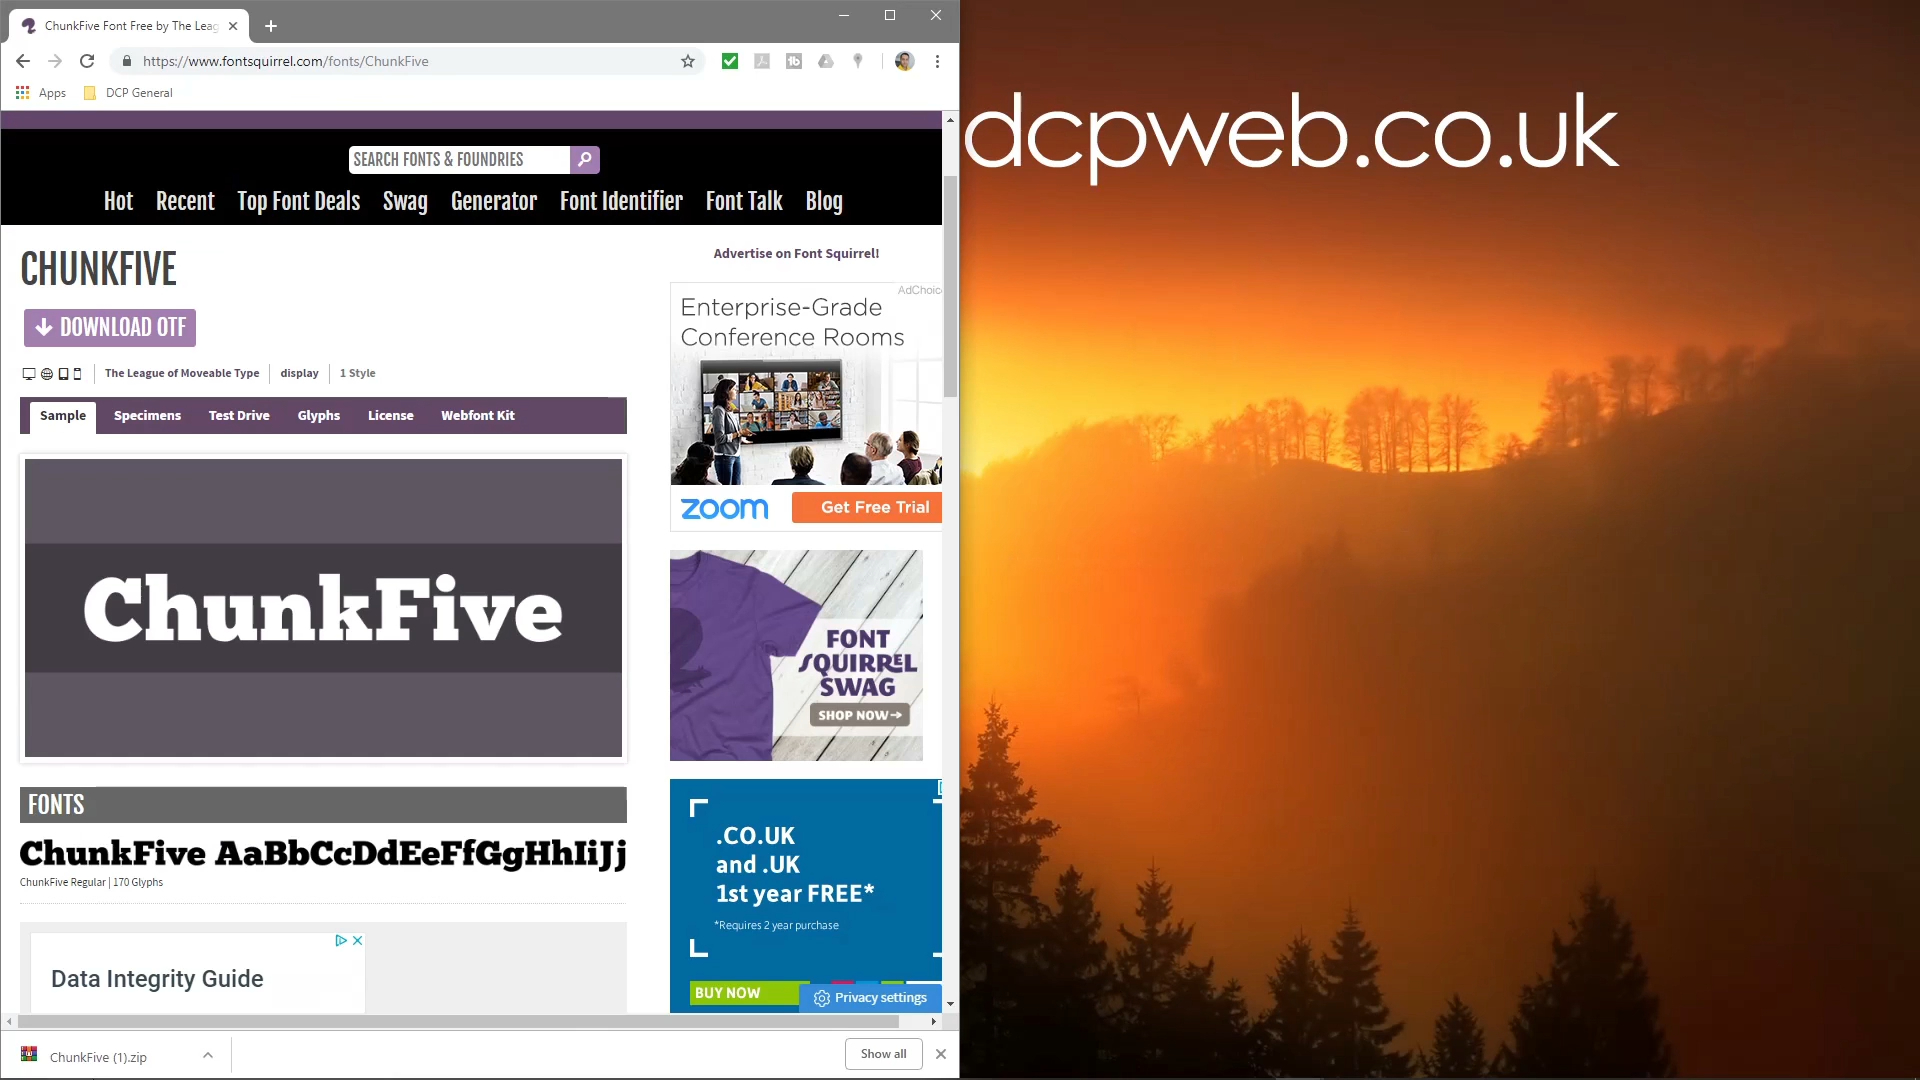 ChunkFive Font Free by The Leag
https://www.fontsquirrel.com/fonts/ChunkFive
Apps
DCP General
dcpweb.co.uk
SEARCH FONTS & FOUNDRIES
Hot
Recent
Top Font Deals
Swag
Generator
Font Identifier
Font Talk
Blog
CHUNKFIVE
DOWNLOAD OTF
The League of Moveable Type
display
1 Style
Sample
Specimens
Test Drive
Glyphs
License
Webfont Kit
ChunkFive
FONTS
ChunkFive AaBbCcDdEeFfGgHhIiJj
ChunkFive Regular | 170 Glyphs
Data Integrity Guide
Advertise on Font Squirrel!
AdChoic
Enterprise-Grade
Conference Rooms
zoom
Get Free Trial
FONT
SQUIRREL
SWAG
SHOP NOW→
.CO.UK
and .UK
1st year FREE*
*Requires 2 year purchase
BUY NOW
Privacy settings
ChunkFive (1).zip
Show all